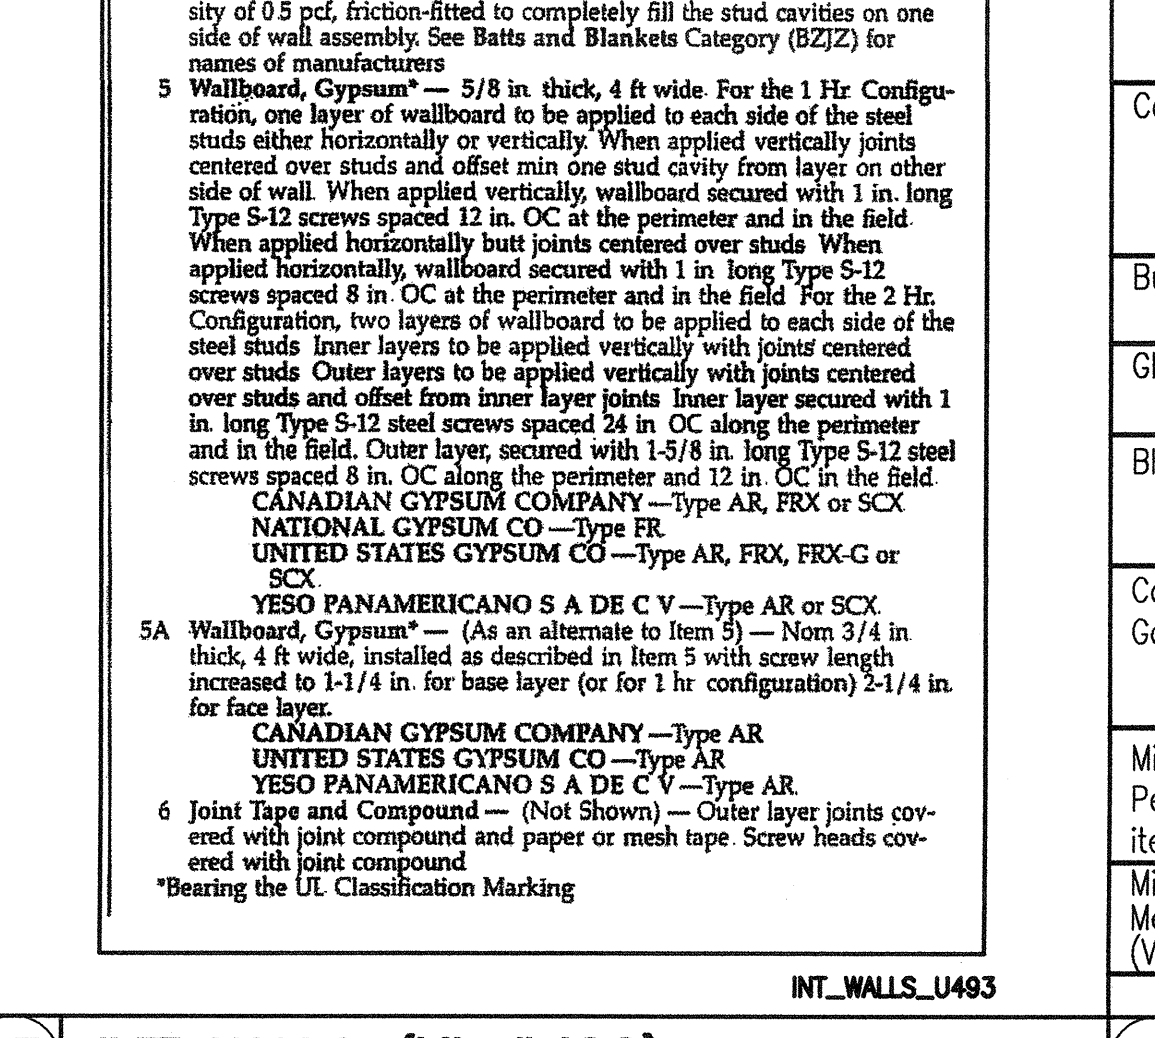 sity of 0.5 pcf, friction-fitted to completely fill the stud cavities on one
side of wall assembly. See Batts and Blankets Category (BZJZ) for
names of manufacturers
5 Wallboard, Gypsum* — 5/8 in. thick, 4 ft wide. For the 1 Hr. Configu-
ration, one layer of wallboard to be applied to each side of the steel
studs either horizontally or vertically. When applied vertically joints
centered over studs and offset min one stud cavity from layer on other
side of wall. When applied vertically, wallboard secured with 1 in. long
Type S-12 screws spaced 12 in. OC at the perimeter and in the field.
When applied horizontally butt joints centered over studs When
applied horizontally, wallboard secured with 1 in long Type S-12
screws spaced 8 in. OC at the perimeter and in the field For the 2 Hr.
Configuration, two layers of wallboard to be applied to each side of the
steel studs Inner layers to be applied vertically with joints centered
over studs Outer layers to be applied vertically with joints centered
over studs and offset from inner layer joints Inner layer secured with 1
in. long Type S-12 steel screws spaced 24 in OC along the perimeter
and in the field. Outer layer, secured with 1-5/8 in. long Type S-12 steel
screws spaced 8 in. OC along the perimeter and 12 in. OC in the field.
CANADIAN GYPSUM COMPANY —Type AR, FRX or SCX
NATIONAL GYPSUM CO —Type FR
UNITED STATES GYPSUM CO —Type AR, FRX, FRX-G or
SCX.
YESO PANAMERICANO S A DE C V —Type AR or SCX.
5A Wallboard, Gypsum* — (As an alternate to Item 5) — Nom 3/4 in.
thick, 4 ft wide, installed as described in Item 5 with screw length
increased to 1-1/4 in. for base layer (or for 1 hr configuration) 2-1/4 in.
for face layer.
CANADIAN GYPSUM COMPANY —Type AR
UNITED STATES GYPSUM CO —Type AR
YESO PANAMERICANO S A DE C V —Type AR.
6 Joint Tape and Compound — (Not Shown) — Outer layer joints cov-
ered with joint compound and paper or mesh tape. Screw heads cov-
ered with joint compound
*Bearing the UL Classification Marking
INT_WALLS_U493